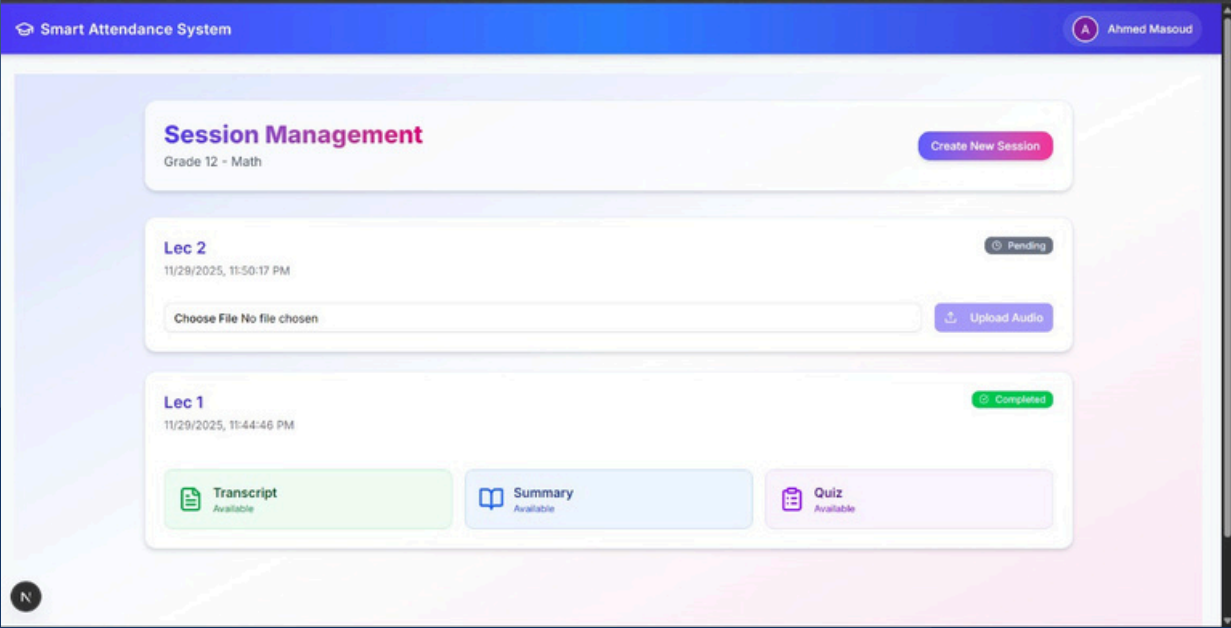 Smart Attendance System
A Ahmed Masoud
Session Management
Grade 12 - Math
Create New Session
Lec 2
Pending
11/29/2025, 11:50:17 PM
Choose File No file chosen
Upload Audio
Lec 1
Completed
11/29/2025, 11:44:46 PM
Transcript
Available
Summary
Available
Quiz
Available
N